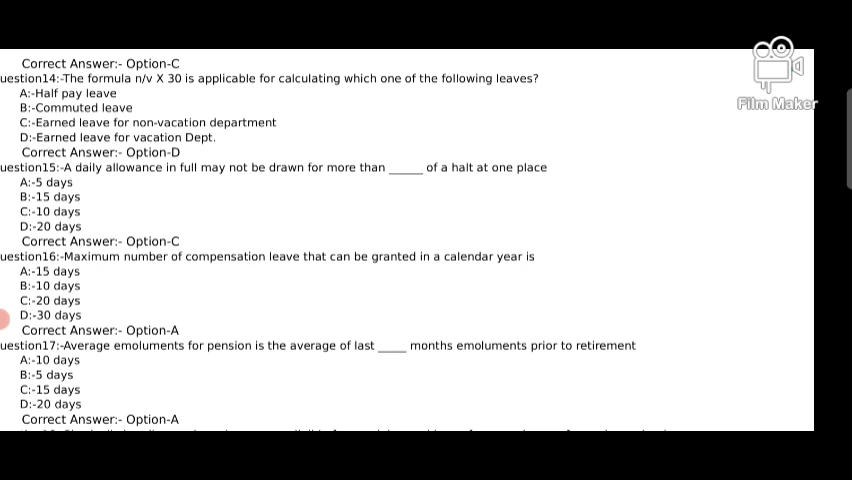 Correct Answer:- Option-C
uestion14:-The formula n/v X 30 is applicable for calculating which one of the following leaves?
A:-Half pay leave
B:-Commuted leave
C:-Earned leave for non-vacation department
D:-Earned leave for vacation Dept.
Correct Answer:- Option-D
uestion15:-A daily allowance in full may not be drawn for more than ______ of a halt at one place
A:-5 days
B:-15 days
C:-10 days
D:-20 days
Correct Answer:- Option-C
uestion16:-Maximum number of compensation leave that can be granted in a calendar year is
A:-15 days
B:-10 days
C:-20 days
D:-30 days
Correct Answer:- Option-A
uestion17:-Average emoluments for pension is the average of last _____ months emoluments prior to retirement
A:-10 days
B:-5 days
C:-15 days
D:-20 days
Correct Answer:- Option-A
Film Maker